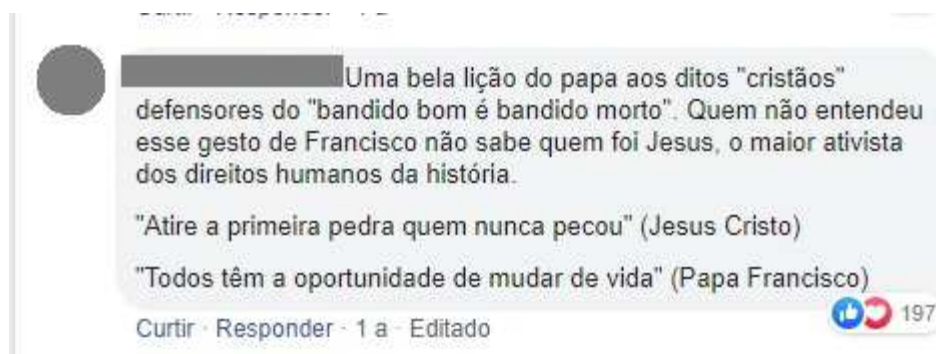 Uma bela lição do papa aos ditos "cristãos"
defensores do "bandido bom é bandido morto". Quem não entendeu
esse gesto de Francisco não sabe quem foi Jesus, o maior ativista
dos direitos humanos da história.
"Atire a primeira pedra quem nunca pecou" (Jesus Cristo)
"Todos têm a oportunidade de mudar de vida" (Papa Francisco)
197
Curtir · Responder · 1 a · Editado